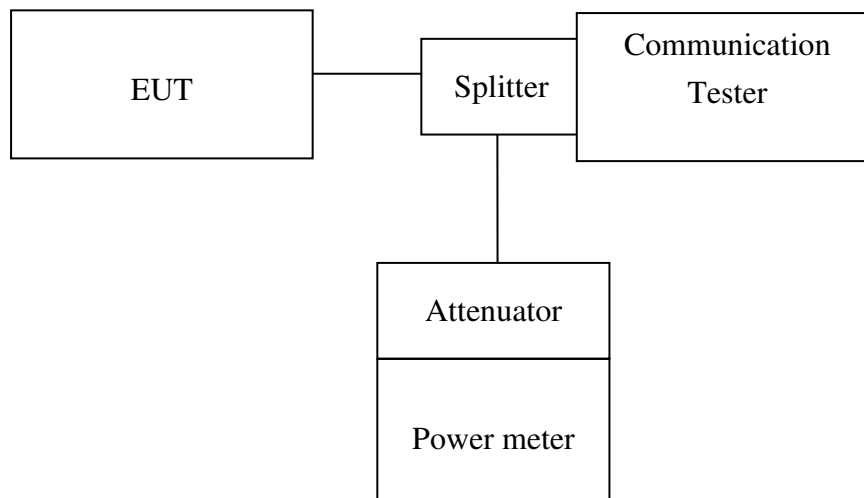 EUT
Splitter
Communication
Tester
Attenuator
Power meter